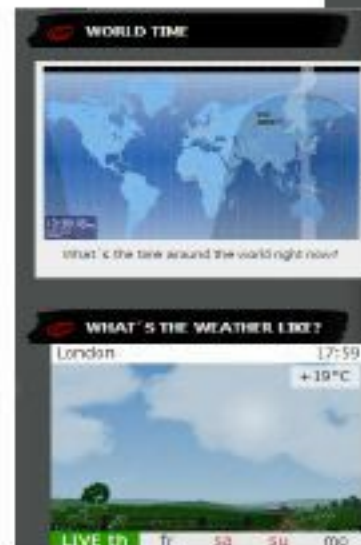 WORLD TIME
What´s the time around the world right now?
WHAT´S THE WEATHER LIKE?
London 17:59
+19°C
LIVE th fr sa su mo